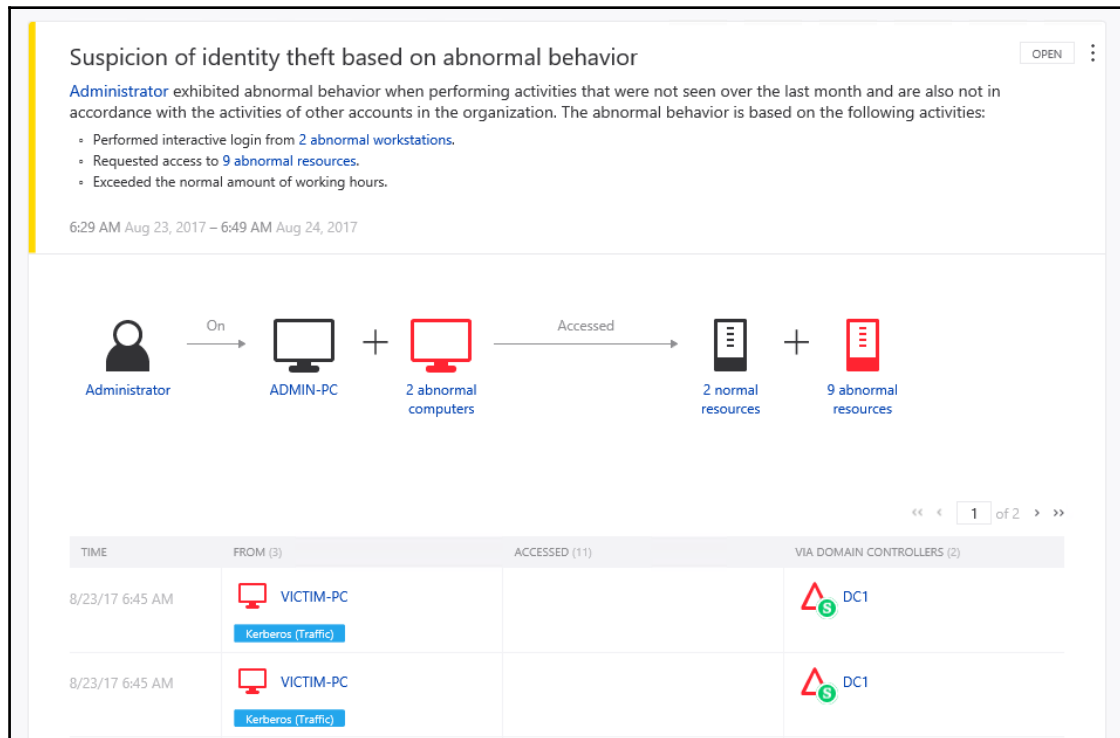 Suspicion of identity theft based on abnormal behavior
OPEN
Administrator exhibited abnormal behavior when performing activities that were not seen over the last month and are also not in
accordance with the activities of other accounts in the organization. The abnormal behavior is based on the following activities:
Performed interactive login from 2 abnormal workstations.
Requested access to 9 abnormal resources.
Exceeded the normal amount of working hours.
6:29 AM Aug 23, 2017 – 6:49 AM Aug 24, 2017
On
Accessed
Administrator
ADMIN-PC
2 abnormal
computers
2 normal
resources
9 abnormal
resources
1 of 2
TIME FROM (3) ACCESSED (11) VIA DOMAIN CONTROLLERS (2)
8/23/17 6:45 AM VICTIM-PC S DC1
Kerberos (Traffic)
8/23/17 6:45 AM VICTIM-PC S DC1
Kerberos (Traffic)